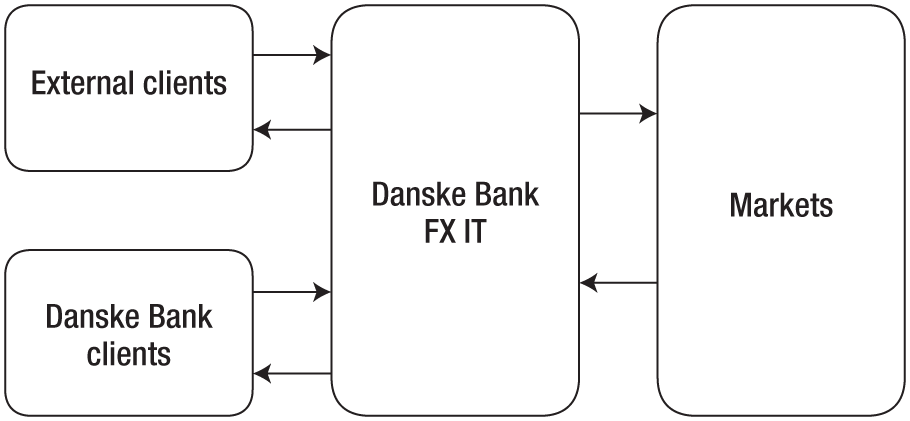 External clients
Danske Bank
FX IT
Markets
Danske Bank
clients